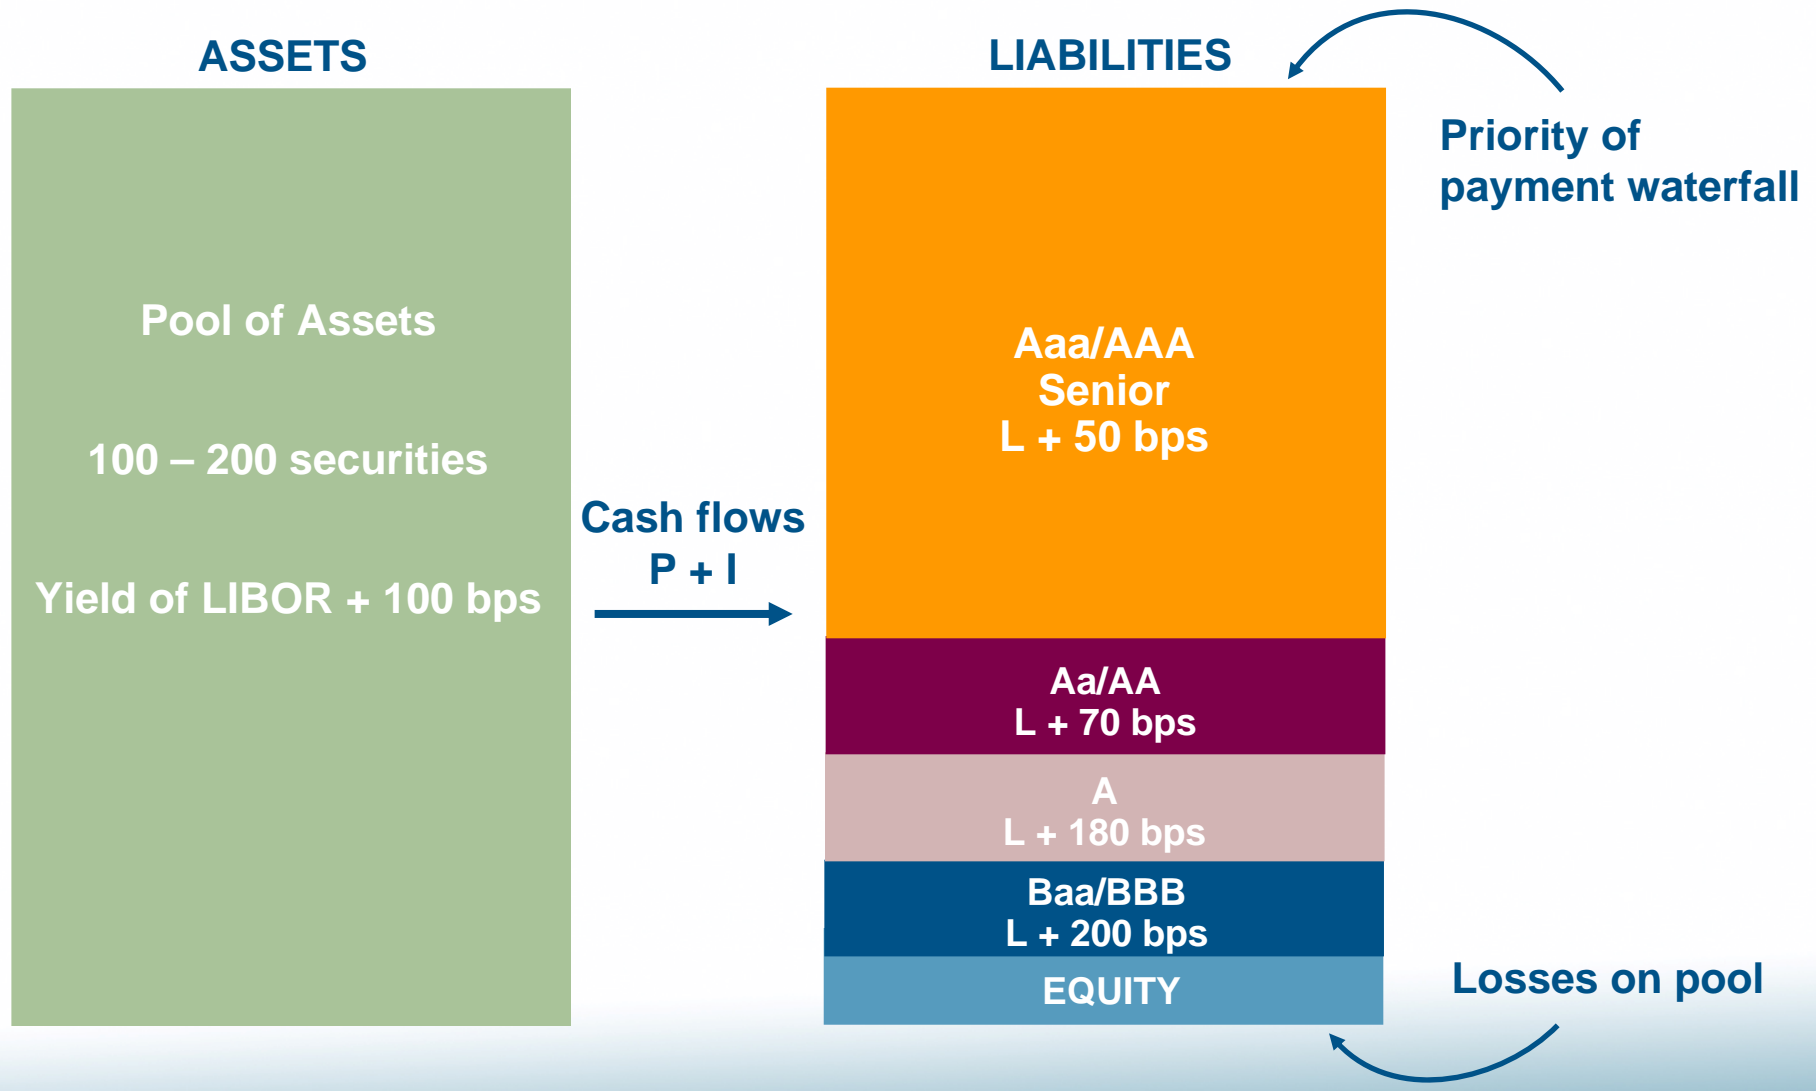 ASSETS
Pool of Assets
100 – 200 securities
Yield of LIBOR + 100 bps
Cash flows
P + I
LIABILITIES
Aaa/AAA
Senior
L + 50 bps
Aa/AA
L + 70 bps
A
L + 180 bps
Baa/BBB
L + 200 bps
EQUITY
Priority of
payment waterfall
Losses on pool